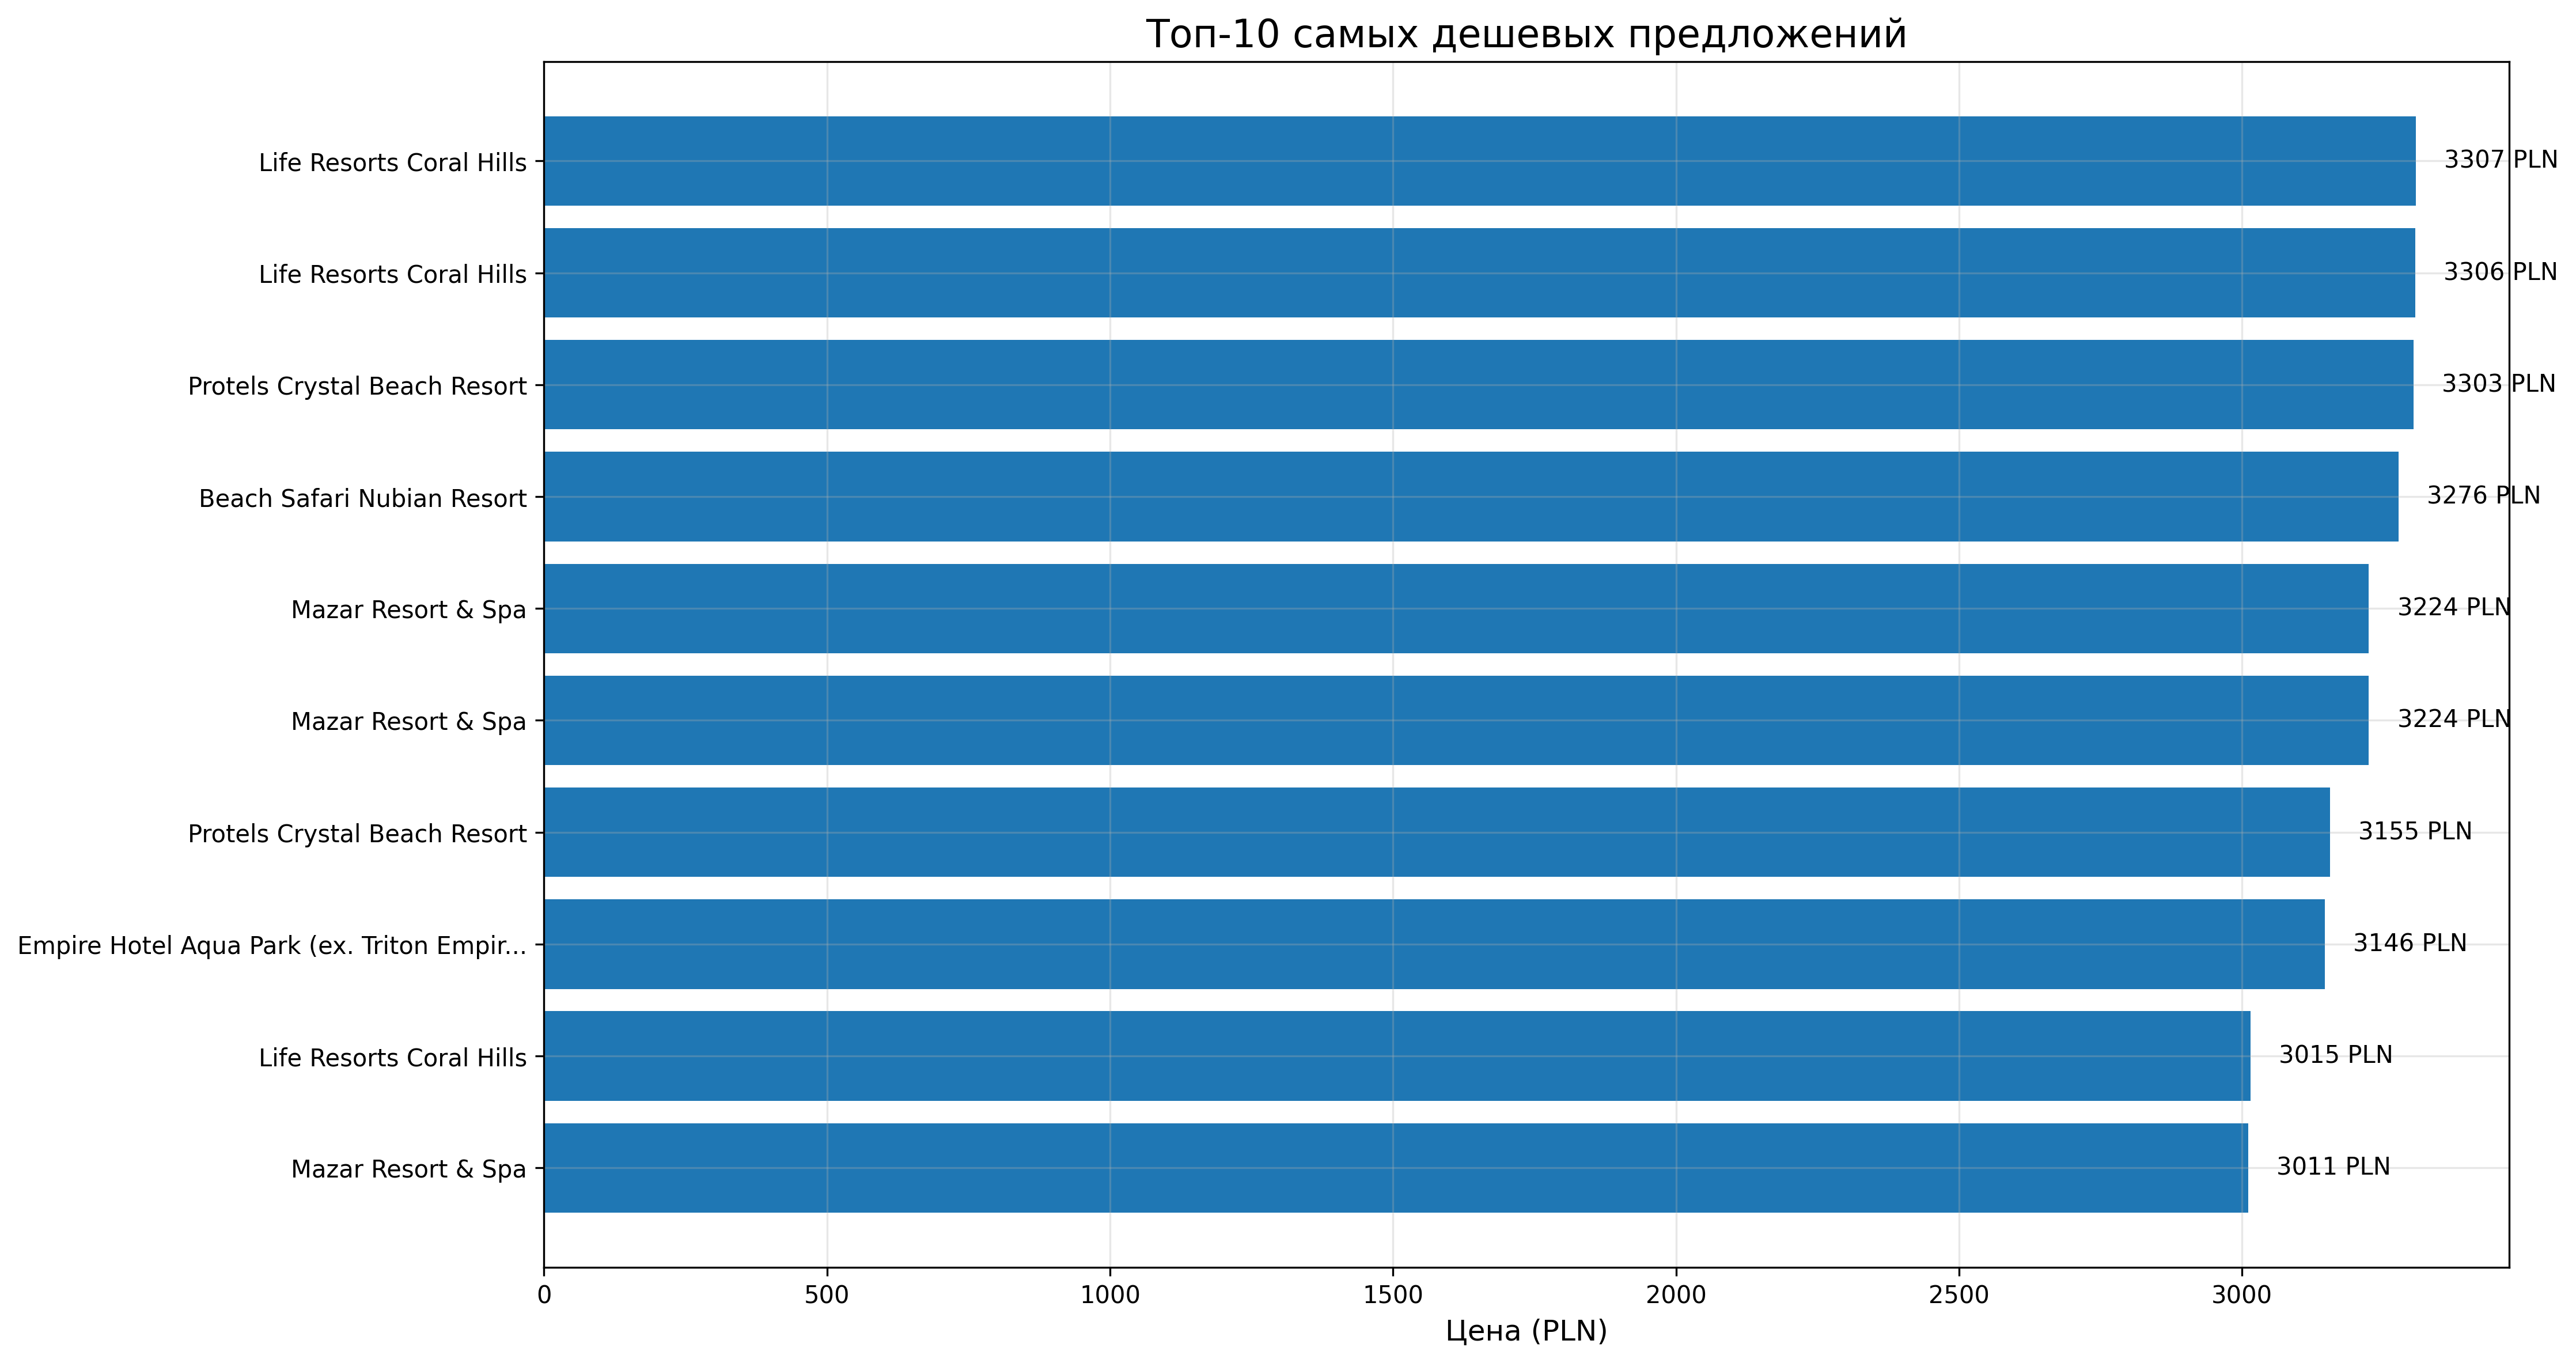 Топ-10 самых дешевых предложений
Life Resorts Coral Hills 3307 PLN
Life Resorts Coral Hills 3306 PLN
Protels Crystal Beach Resort 3303 PLN
Beach Safari Nubian Resort 3276 PLN
Mazar Resort & Spa 3224 PLN
Mazar Resort & Spa 3224 PLN
Protels Crystal Beach Resort 3155 PLN
Empire Hotel Aqua Park (ex. Triton Empir... 3146 PLN
Life Resorts Coral Hills 3015 PLN
Mazar Resort & Spa 3011 PLN
0 500 1000 1500 2000 2500 3000
Цена (PLN)